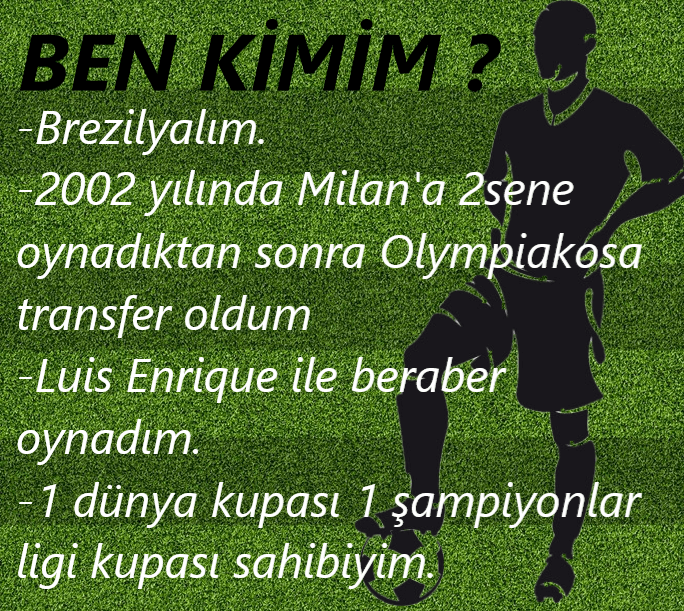 BEN KİMİM ?
-Brezilyalım.
-2002 yılında Milan'a 2sene
oynadıktan sonra Olympiakosa
transfer oldum
-Luis Enrique ile beraber
oynadım.
-1 dünya kupası 1 şampiyonlar
ligi kupası sahibiyim.